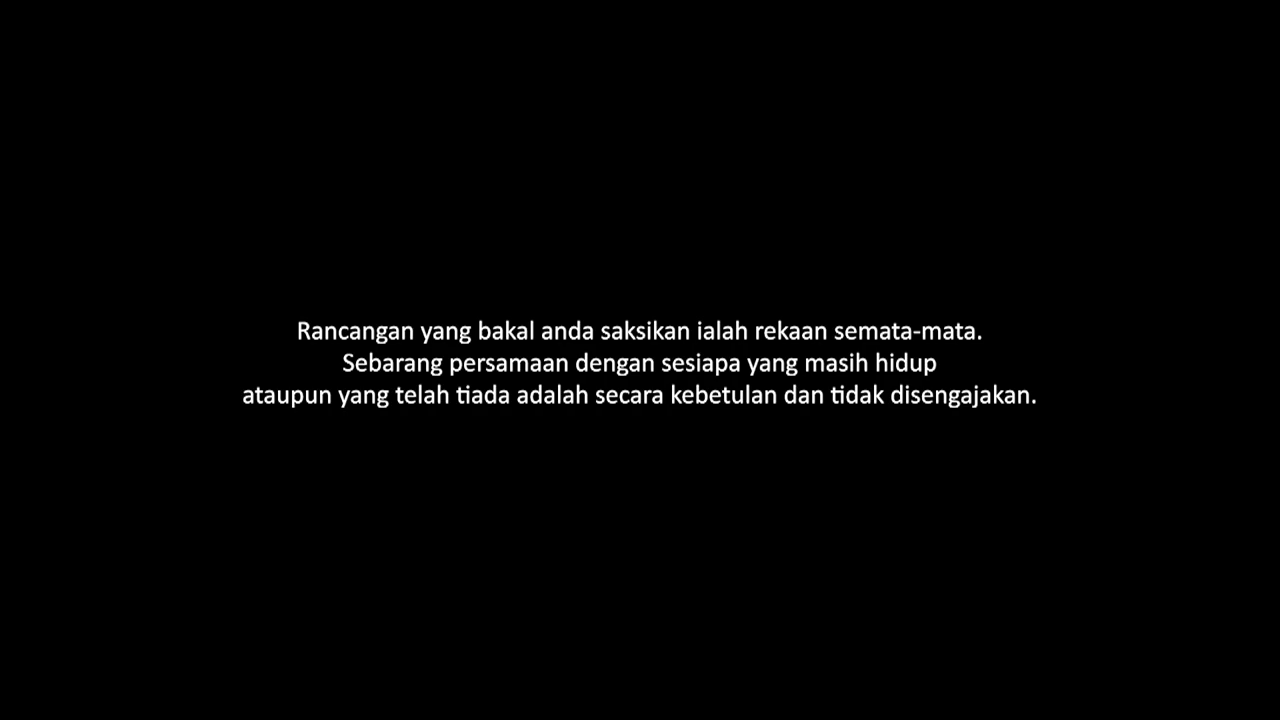 Rancangan yang bakal anda saksikan ialah rekaan semata-mata.
Sebarang persamaan dengan sesiapa yang masih hidup
ataupun yang telah tiada adalah secara kebetulan dan tidak disengajakan.